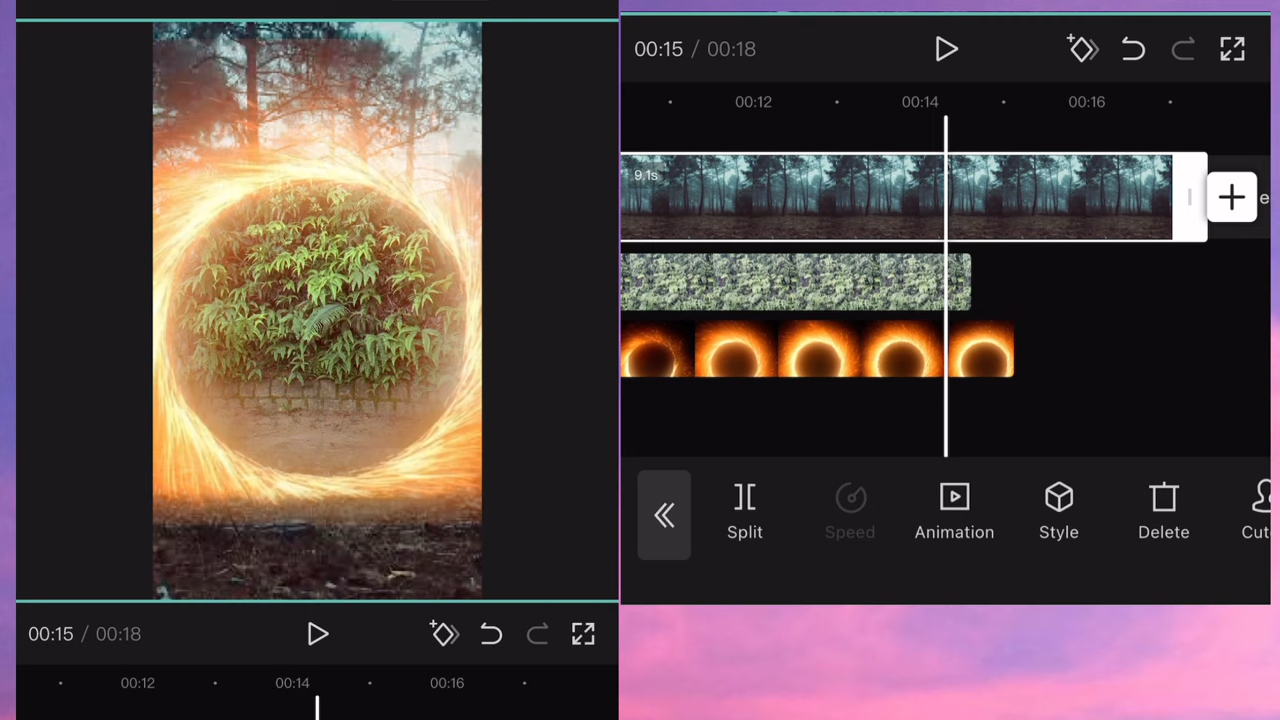 00:15 / 00:18
00:12
00:14
00:16
00:15 / 00:18
00:12
00:14
00:16
9.1s
e
Split
Speed
Animation
Style
Delete
Cut